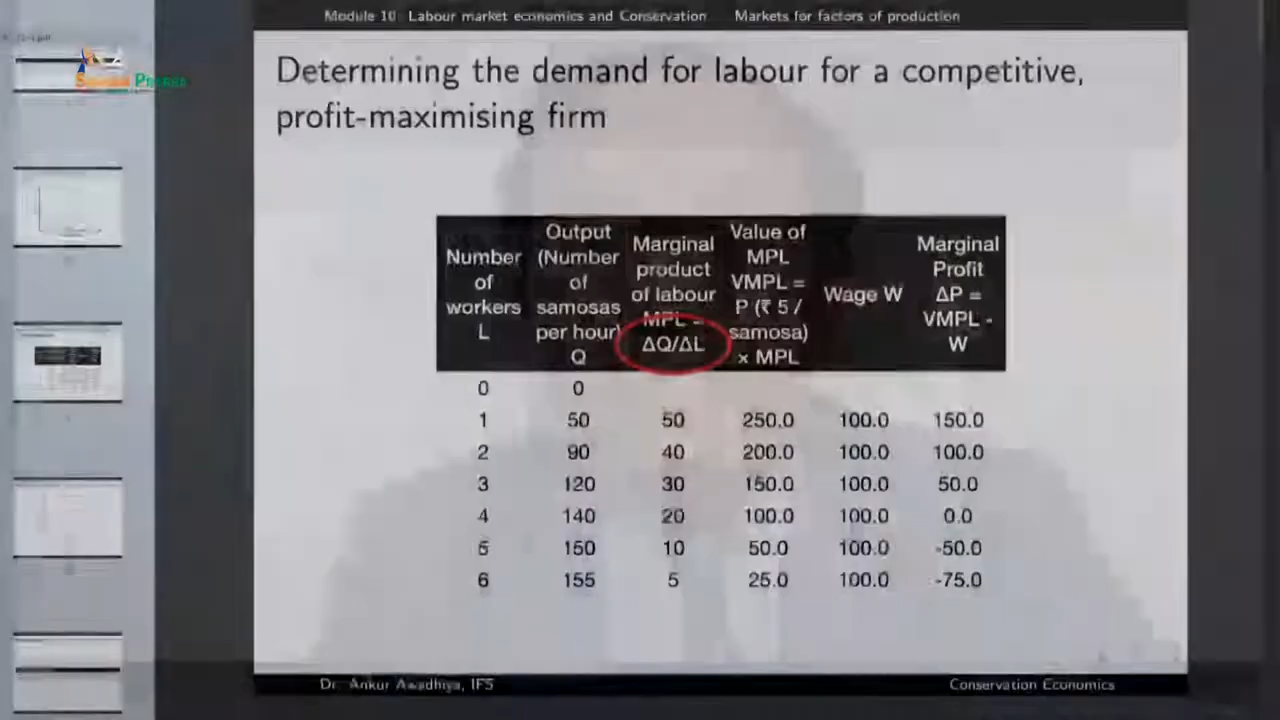 Module 10: Labour market economics and Conservation Markets for factors of production
Determining the demand for labour for a competitive,
profit-maximising firm
Number of workers L Output (Number of samosas per hour) Q Marginal product of labour MPL = ΔQ/ΔL Value of MPL VMPL = P (₹ 5 / samosa) × MPL Wage W Marginal Profit ΔP = VMPL - W
0 0
1 50 50 250.0 100.0 150.0
2 90 40 200.0 100.0 100.0
3 120 30 150.0 100.0 50.0
4 140 20 100.0 100.0 0.0
5 150 10 50.0 100.0 -50.0
6 155 5 25.0 100.0 -75.0
Dr. Ankur Awadhiya, IFS Conservation Economics